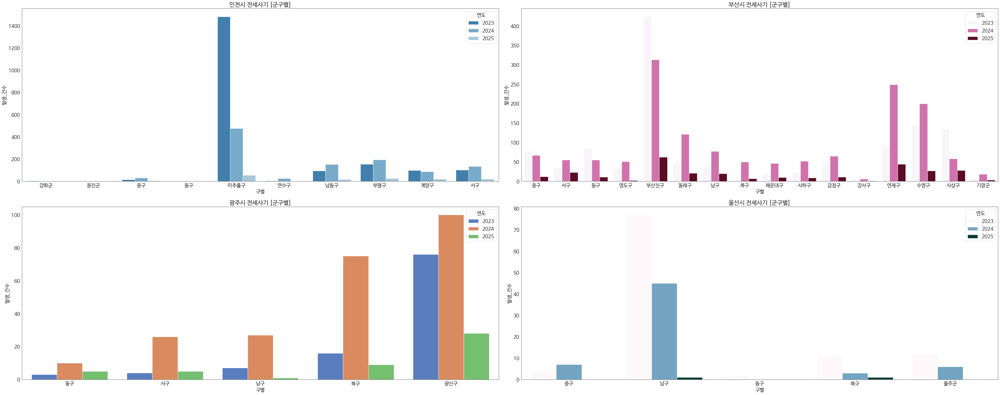 인천시 전세사기 [군구별]
발생_건수
1400
1200
1000
800
600
400
200
0
연도
2023
2024
2025
강화군 옹진군 중구 동구 미추홀구 연수구 남동구 부평구 계양구 서구
구별
부산시 전세사기 [군구별]
발생_건수
400
350
300
250
200
150
100
50
0
연도
2023
2024
2025
중구 서구 동구 영도구 부산진구 동래구 남구 북구 해운대구 사하구 금정구 강서구 연제구 수영구 사상구 기장군
구별
광주시 전세사기 [군구별]
발생_건수
100
80
60
40
20
0
연도
2023
2024
2025
동구 서구 남구 북구 광산구
구별
울산시 전세사기 [군구별]
발생_건수
80
70
60
50
40
30
20
10
0
연도
2023
2024
2025
중구 남구 동구 북구 울주군
구별